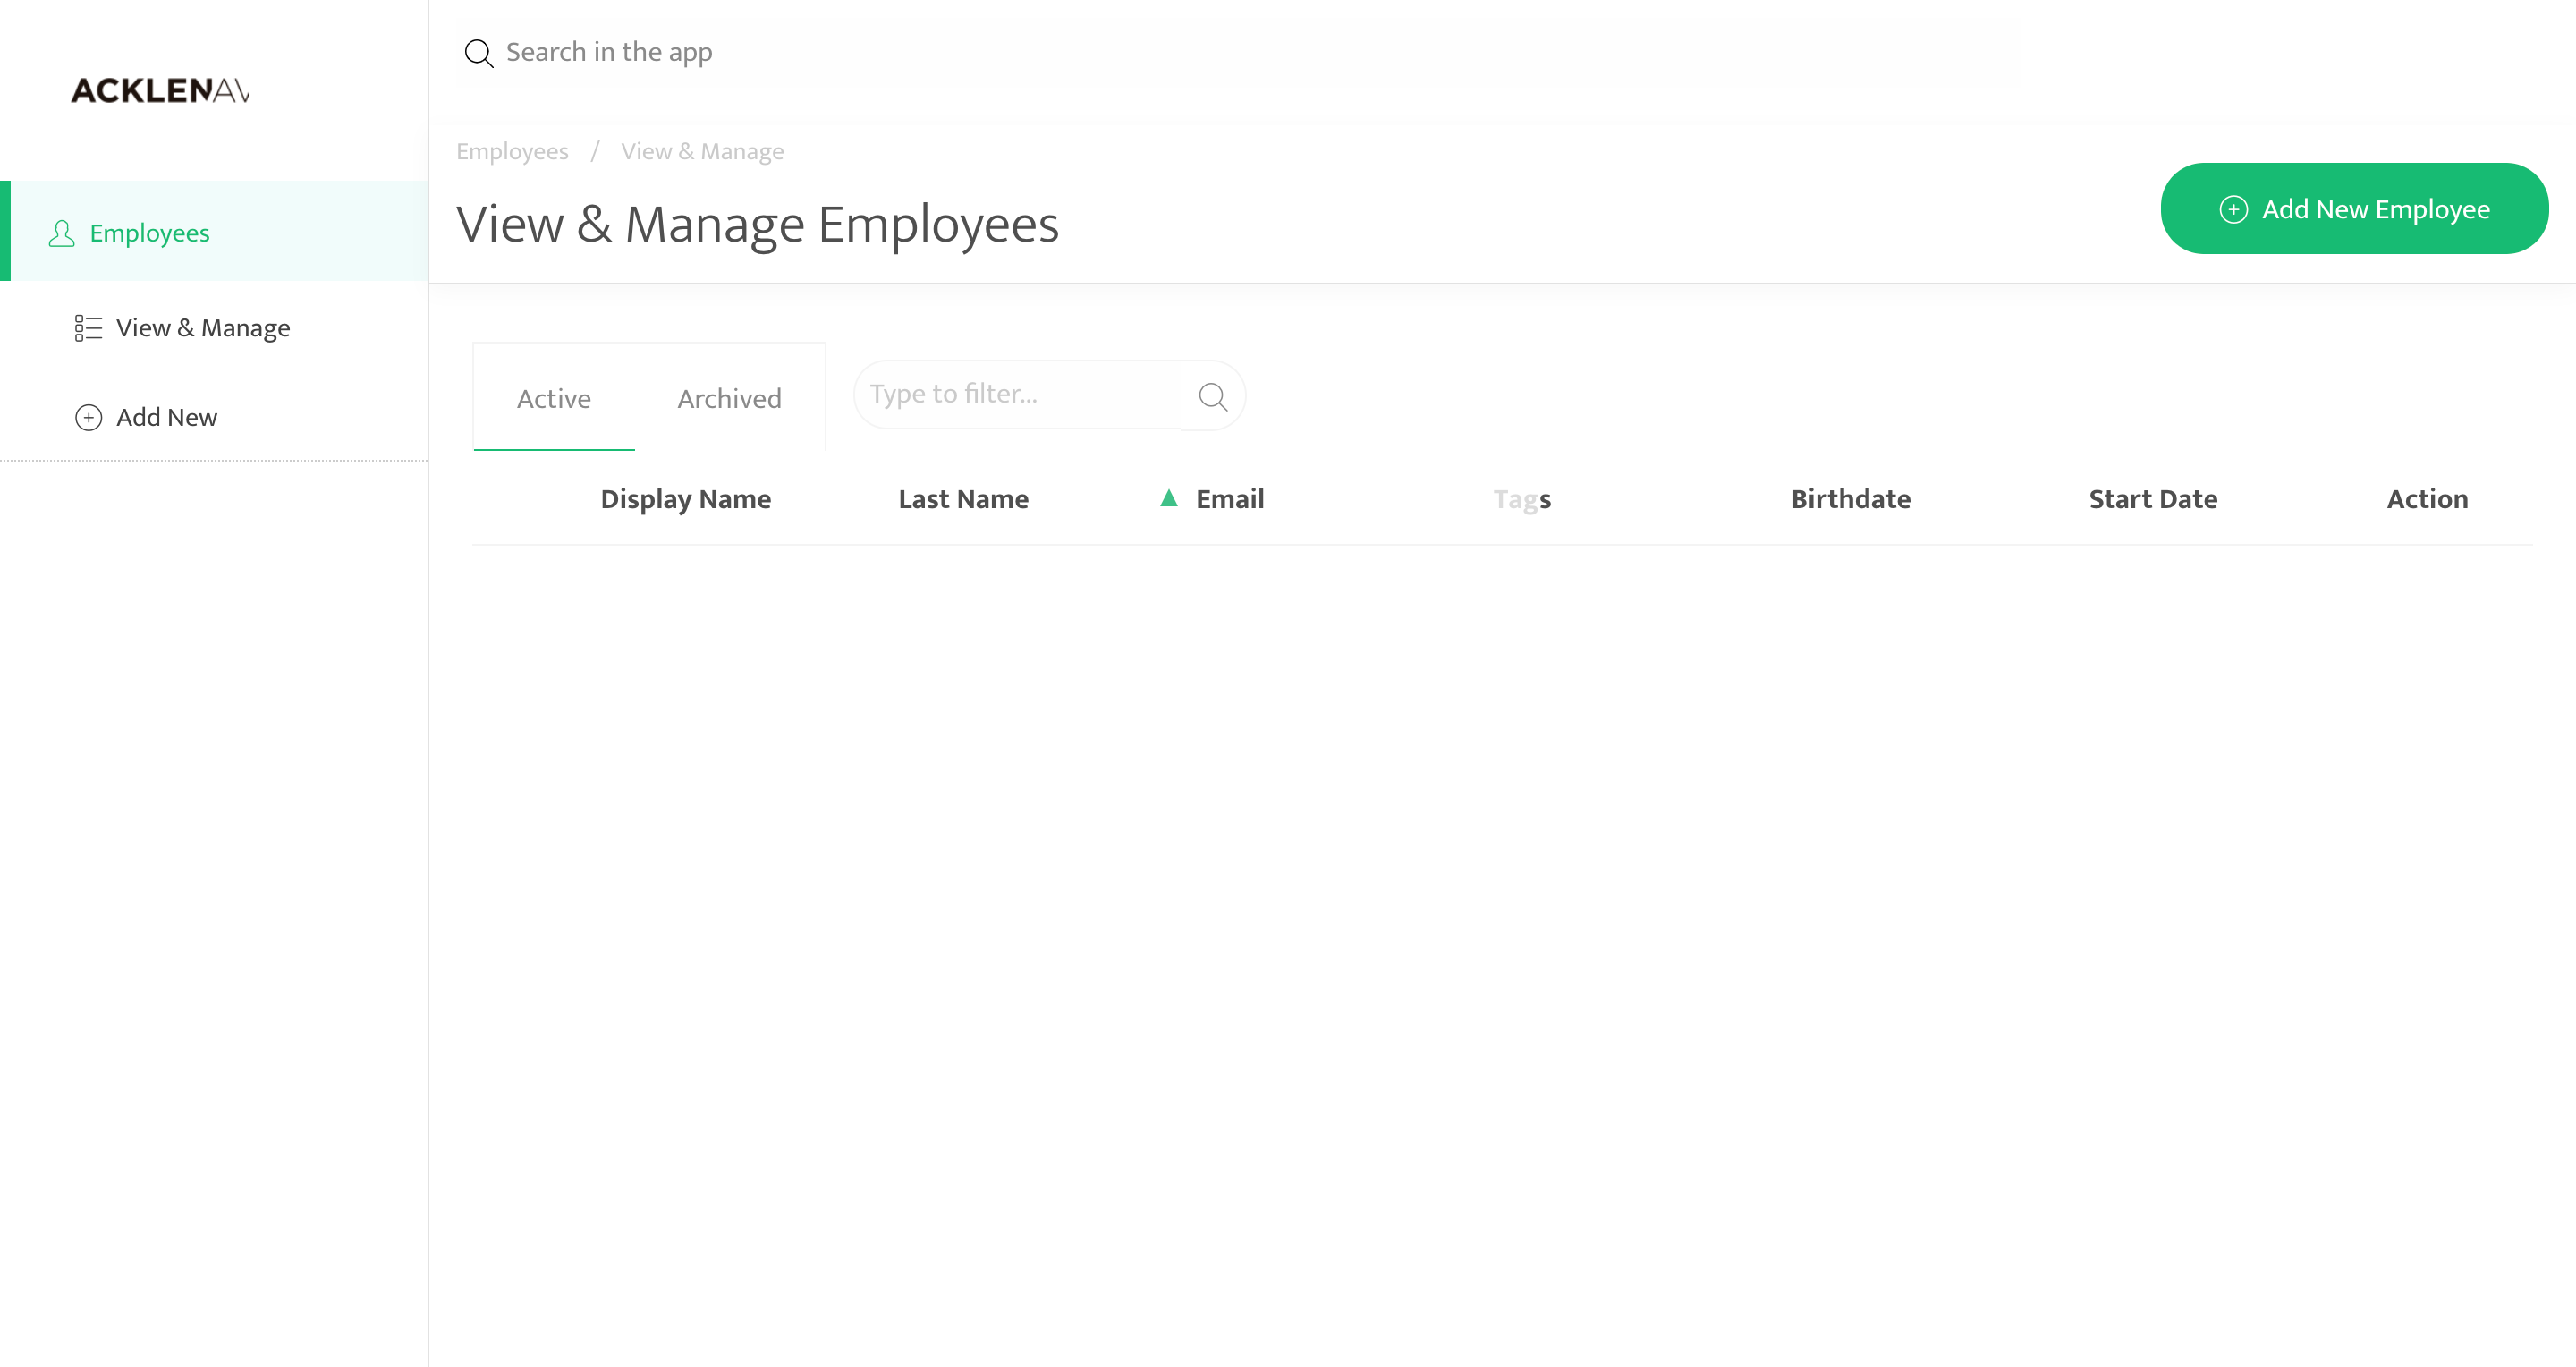 ACKLENAV
Search in the app
Employees / View & Manage
View & Manage Employees
Add New Employee
Employees
View & Manage
Add New
Active Archived Type to filter...
Display Name Last Name ▲ Email Tags Birthdate Start Date Action